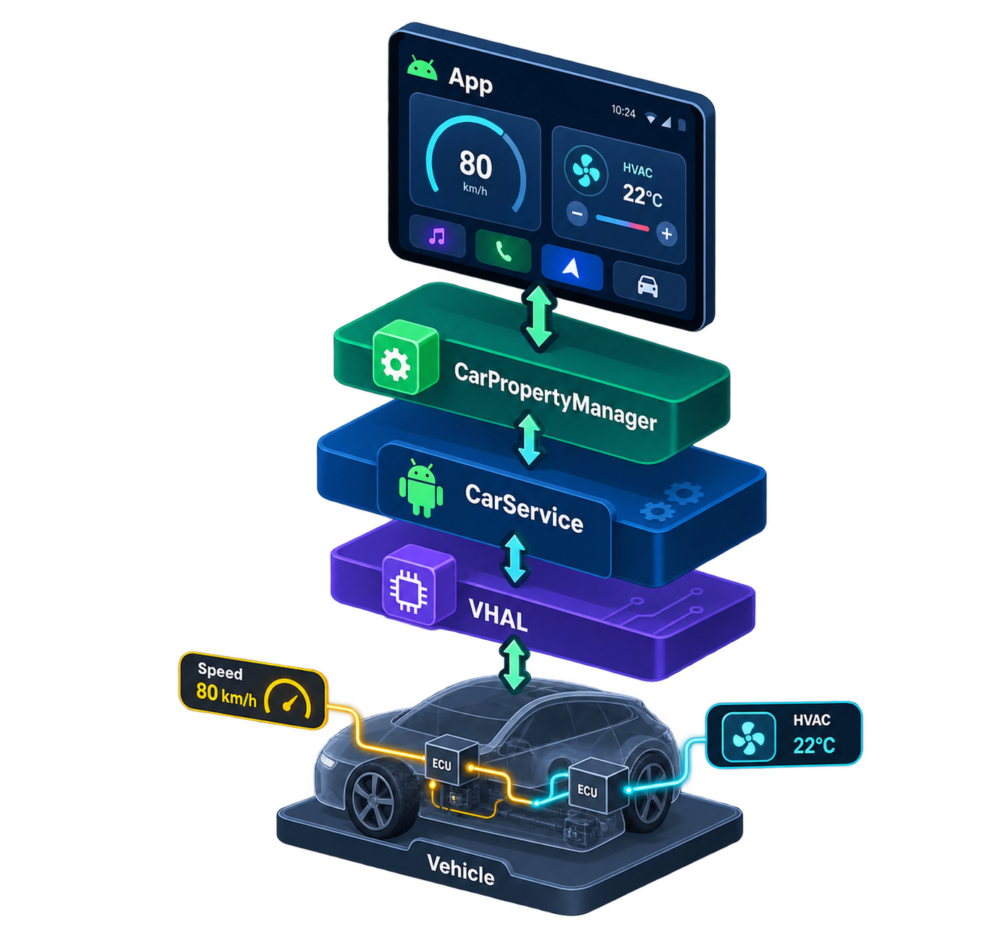 App
10:24
80
km/h
HVAC
22°C
CarPropertyManager
CarService
VHAL
Speed
80 km/h
HVAC
22°C
ECU
ECU
Vehicle